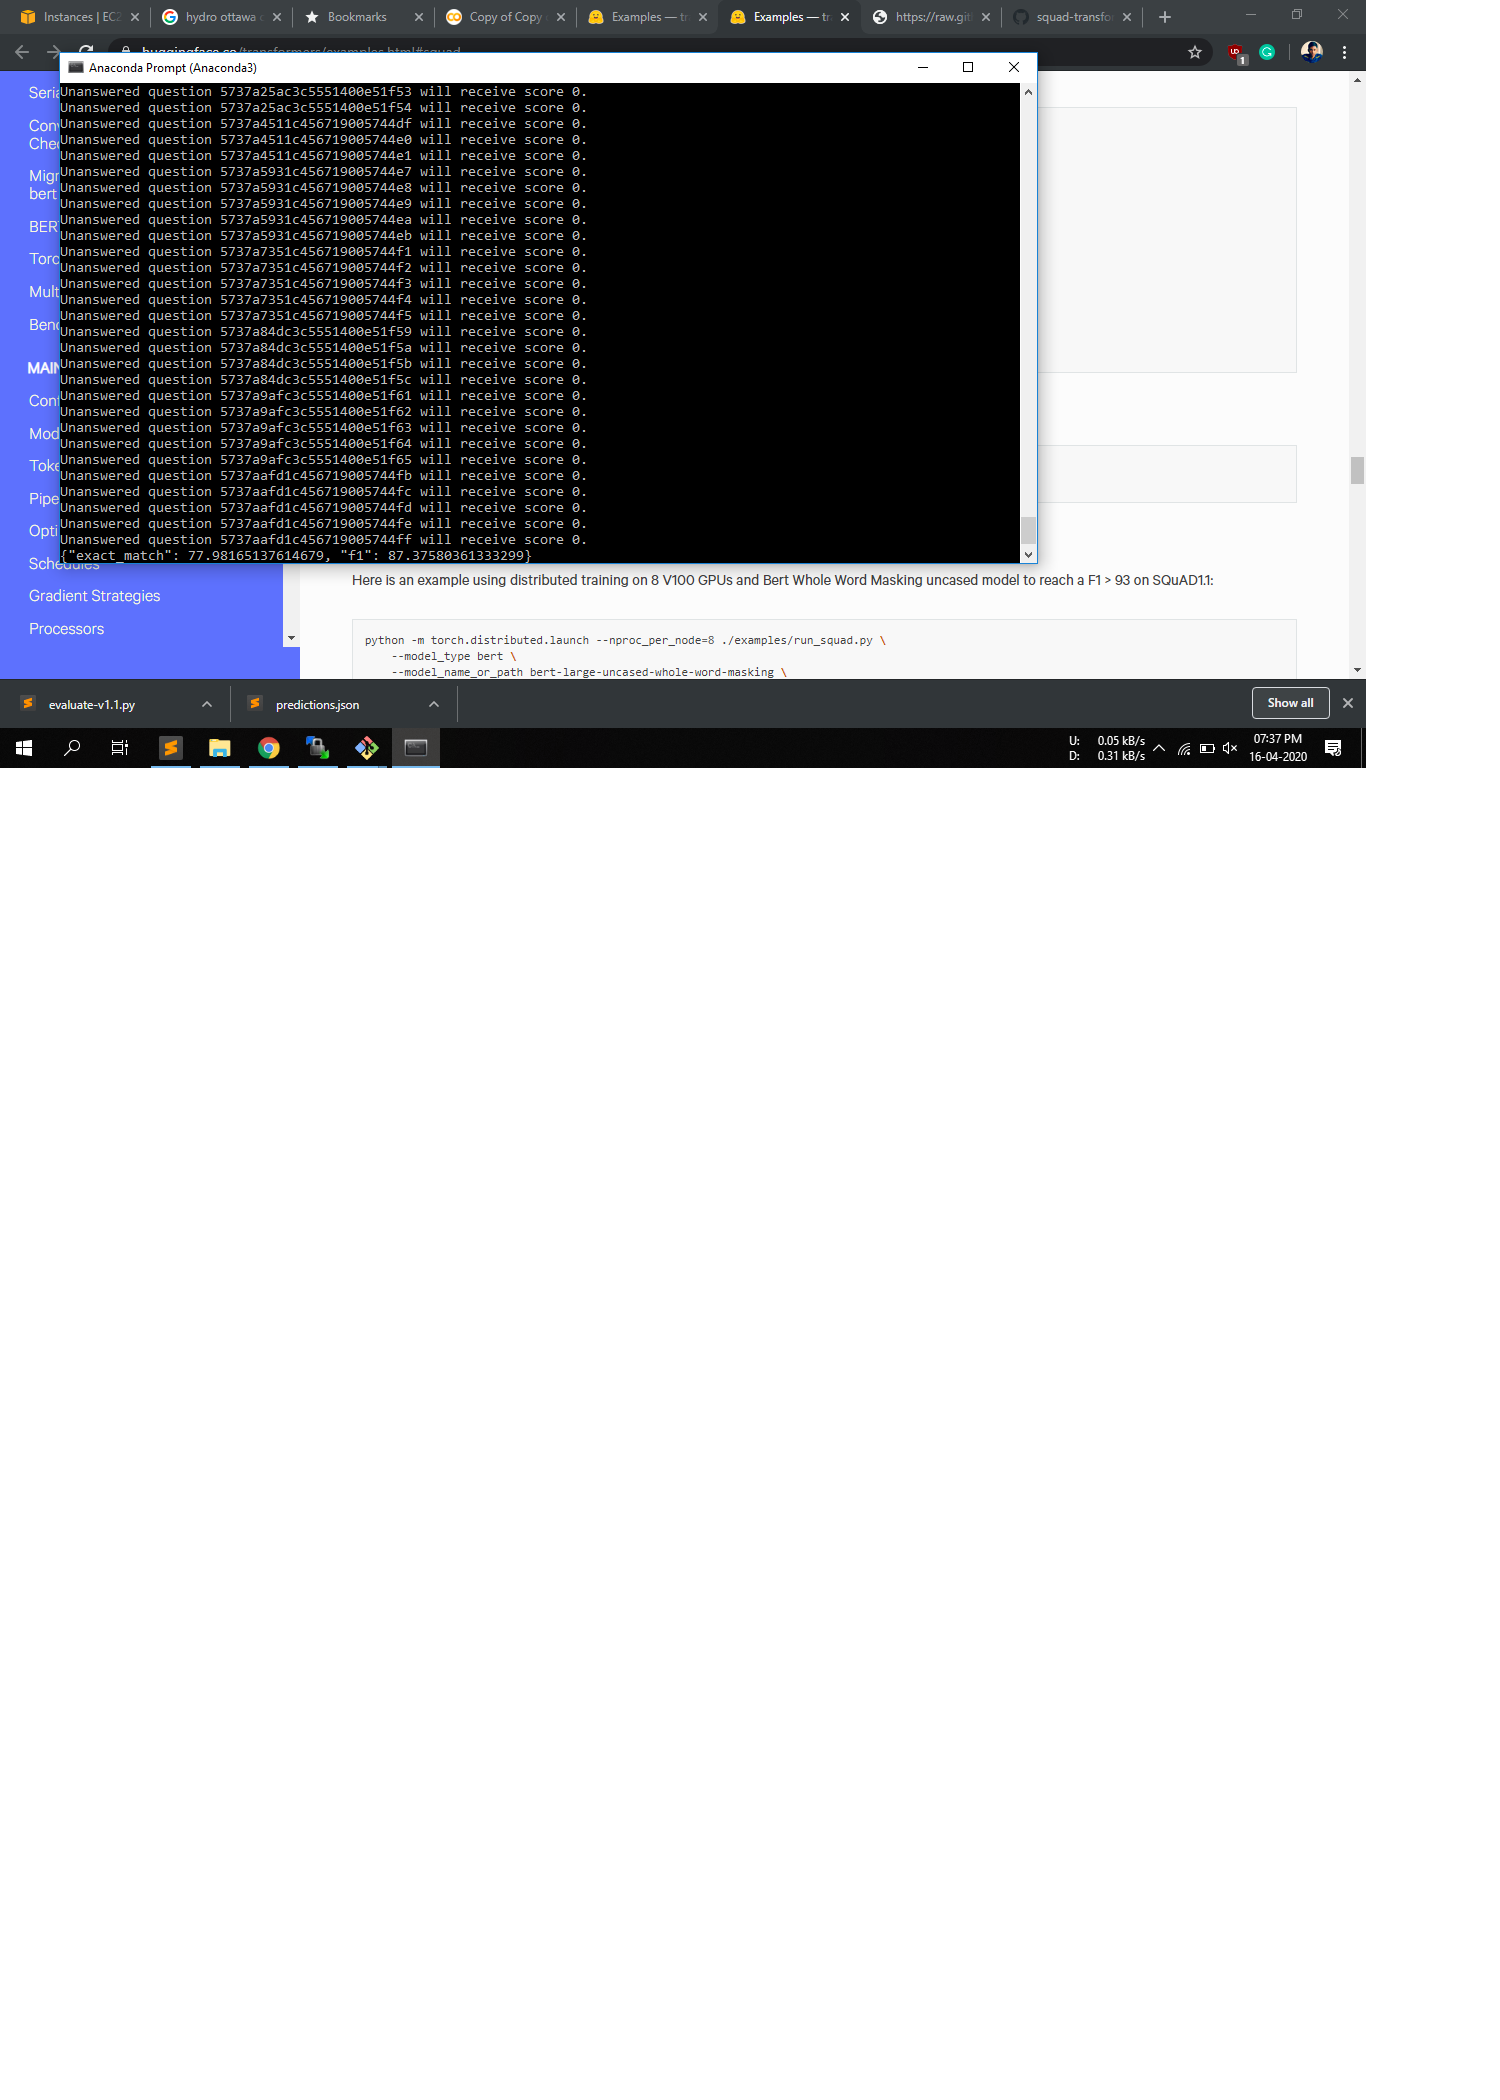 Instances | EC2
hydro ottawa
Bookmarks
Copy of Copy
Examples — tr
Examples — tr
https://raw.git
squad-transfor
huggingface.co/transformers/examples.html#squad
1
Anaconda Prompt (Anaconda3)
Unanswered question 5737a25ac3c5551400e51f53 will receive score 0.
Unanswered question 5737a25ac3c5551400e51f54 will receive score 0.
Unanswered question 5737a4511c456719005744df will receive score 0.
Unanswered question 5737a4511c456719005744e0 will receive score 0.
Unanswered question 5737a4511c456719005744e1 will receive score 0.
Unanswered question 5737a5931c456719005744e7 will receive score 0.
Unanswered question 5737a5931c456719005744e8 will receive score 0.
Unanswered question 5737a5931c456719005744e9 will receive score 0.
Unanswered question 5737a5931c456719005744ea will receive score 0.
Unanswered question 5737a5931c456719005744eb will receive score 0.
Unanswered question 5737a7351c456719005744f1 will receive score 0.
Unanswered question 5737a7351c456719005744f2 will receive score 0.
Unanswered question 5737a7351c456719005744f3 will receive score 0.
Unanswered question 5737a7351c456719005744f4 will receive score 0.
Unanswered question 5737a7351c456719005744f5 will receive score 0.
Unanswered question 5737a84dc3c5551400e51f59 will receive score 0.
Unanswered question 5737a84dc3c5551400e51f5a will receive score 0.
Unanswered question 5737a84dc3c5551400e51f5b will receive score 0.
Unanswered question 5737a84dc3c5551400e51f5c will receive score 0.
Unanswered question 5737a9afc3c5551400e51f61 will receive score 0.
Unanswered question 5737a9afc3c5551400e51f62 will receive score 0.
Unanswered question 5737a9afc3c5551400e51f63 will receive score 0.
Unanswered question 5737a9afc3c5551400e51f64 will receive score 0.
Unanswered question 5737a9afc3c5551400e51f65 will receive score 0.
Unanswered question 5737aafd1c456719005744fb will receive score 0.
Unanswered question 5737aafd1c456719005744fc will receive score 0.
Unanswered question 5737aafd1c456719005744fd will receive score 0.
Unanswered question 5737aafd1c456719005744fe will receive score 0.
Unanswered question 5737aafd1c456719005744ff will receive score 0.
{"exact_match": 77.98165137614679, "f1": 87.37580361333299}
Seria
Con
Chec
Migr
bert
BER
Torc
Mult
Benc
MAIN
Conf
Mod
Toke
Pipe
Opti
Schedules
Gradient Strategies
Processors
Here is an example using distributed training on 8 V100 GPUs and Bert Whole Word Masking uncased model to reach a F1 > 93 on SQuAD1.1:
python -m torch.distributed.launch --nproc_per_node=8 ./examples/run_squad.py \
--model_type bert \
--model_name_or_path bert-large-uncased-whole-word-masking \
evaluate-v1.1.py
predictions.json
Show all
U: 0.05 kB/s
D: 0.31 kB/s
07:37 PM
16-04-2020